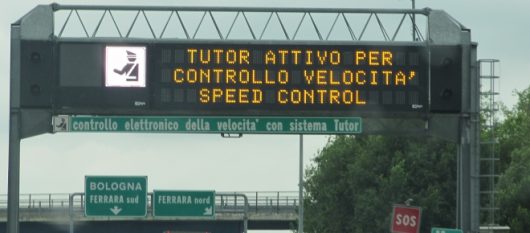 TUTOR ATTIVO PER
CONTROLLO VELOCITA'
SPEED CONTROL
controllo elettronico della velocita' con sistema Tutor
BOLOGNA
FERRARA sud
FERRARA nord
SOS